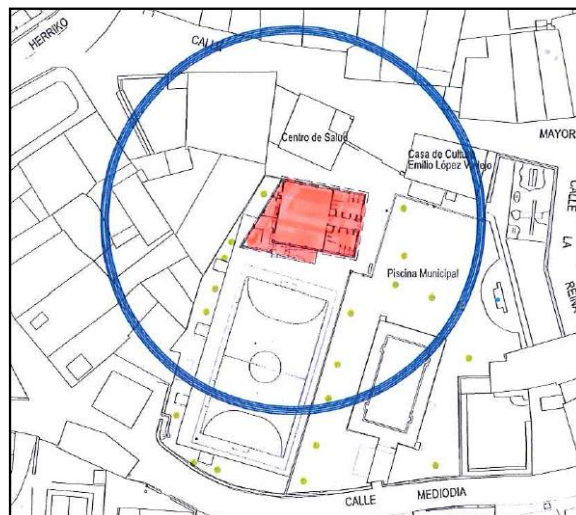 HERRIKO
CALLE
MAYOR
Centro de Salud
Casa de Cultura
Emilio López Vallejo
CALLE
LA
REINA
Piscina Municipal
CALLE MEDIODIA